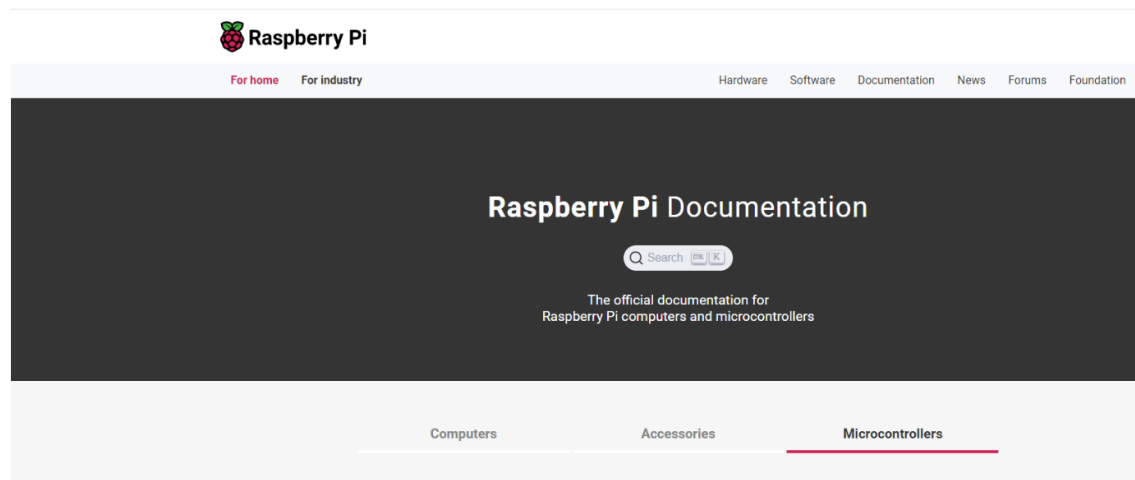 Raspberry Pi
For home For industry Hardware Software Documentation News Forums Foundation
Raspberry Pi Documentation
Search CTRL K
The official documentation for
Raspberry Pi computers and microcontrollers
Computers Accessories Microcontrollers